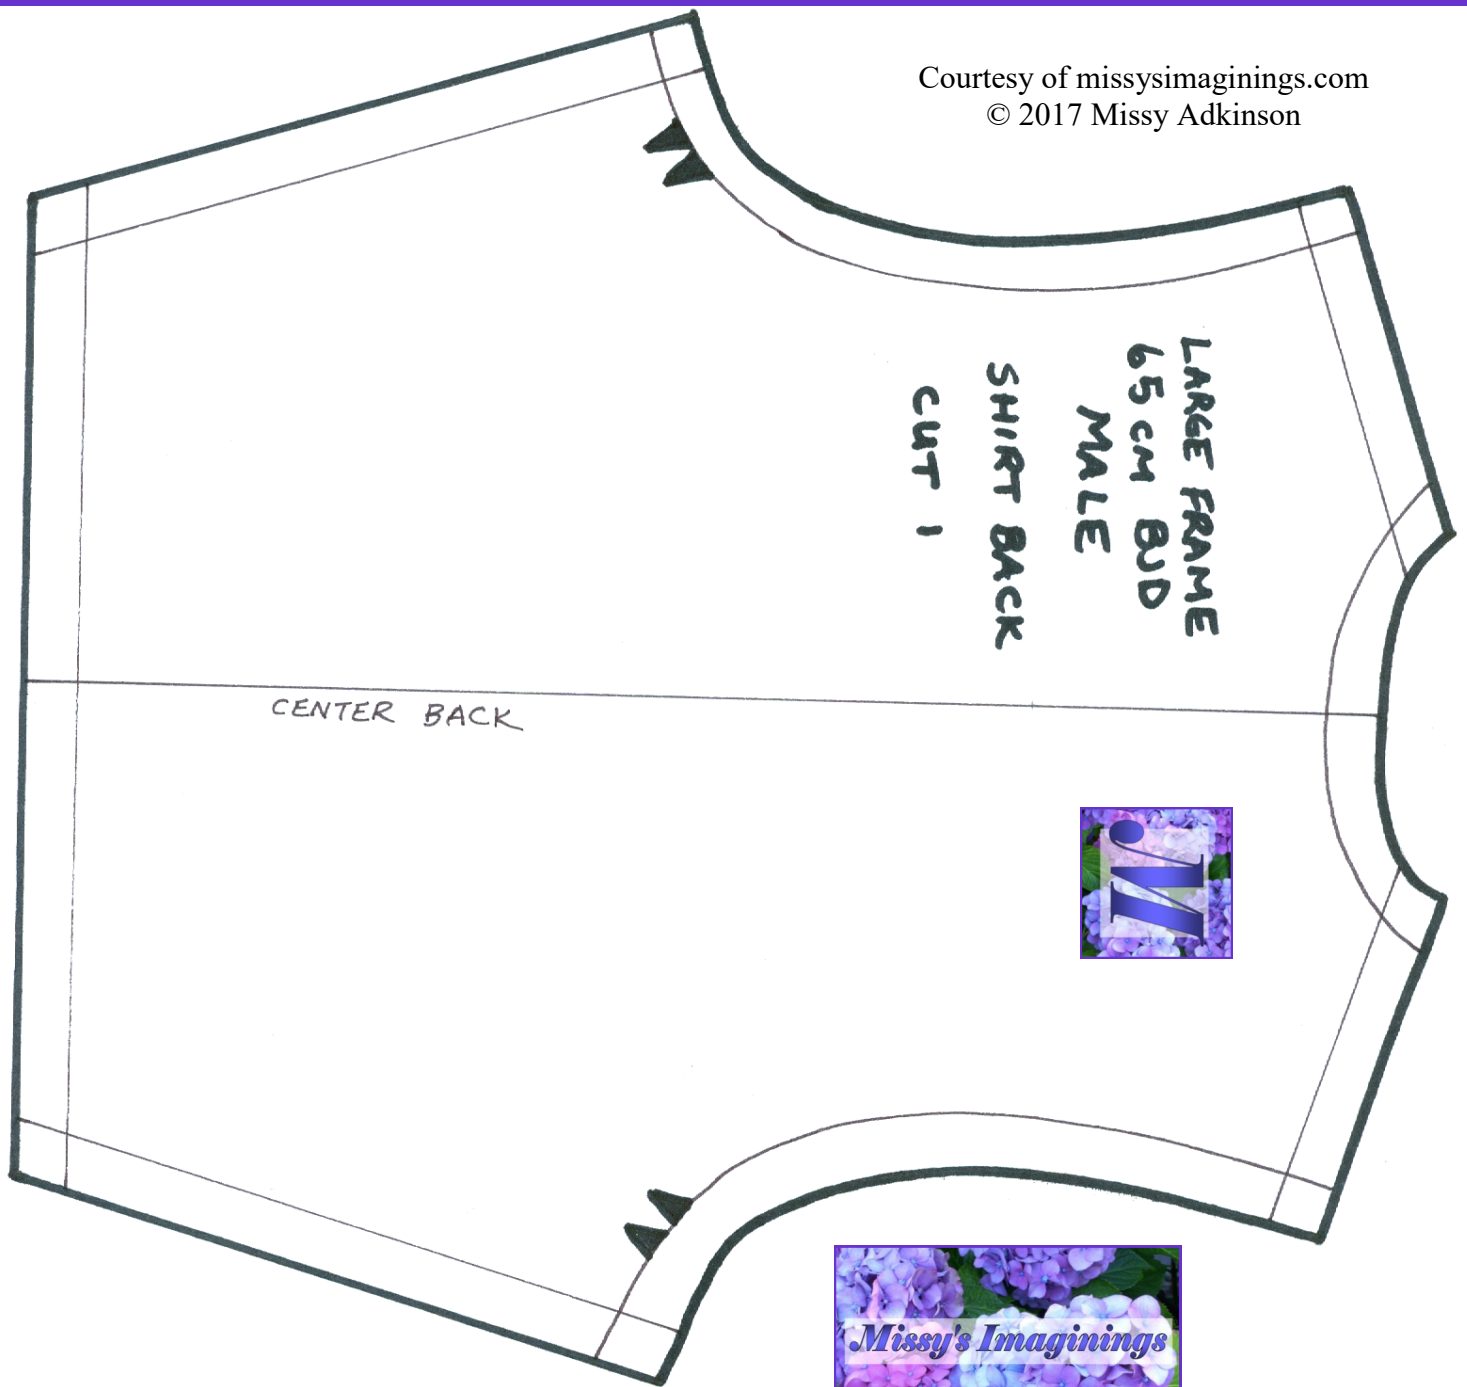 Courtesy of missysimaginings.com
© 2017 Missy Adkinson
LARGE FRAME
65 CM BJD
MALE
SHIRT BACK
CUT 1
CENTER BACK
M
Missy's Imaginings